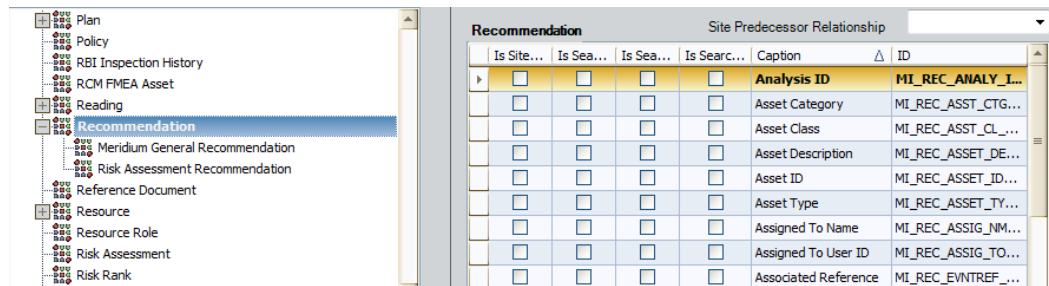 Plan
Policy
RBI Inspection History
RCM FMEA Asset
Reading
Recommendation
Meridium General Recommendation
Risk Assessment Recommendation
Reference Document
Resource
Resource Role
Risk Assessment
Risk Rank
Recommendation Site Predecessor Relationship
Is Site... Is Sea... Is Sea... Is Searc... Caption ID
Analysis ID MI_REC_ANALY_I...
Asset Category MI_REC_ASST_CTG...
Asset Class MI_REC_ASST_CL_...
Asset Description MI_REC_ASSET_DE...
Asset ID MI_REC_ASSET_ID...
Asset Type MI_REC_ASSET_TY...
Assigned To Name MI_REC_ASSIG_NM...
Assigned To User ID MI_REC_ASSIG_TO...
Associated Reference MI_REC_EVNTREF_...